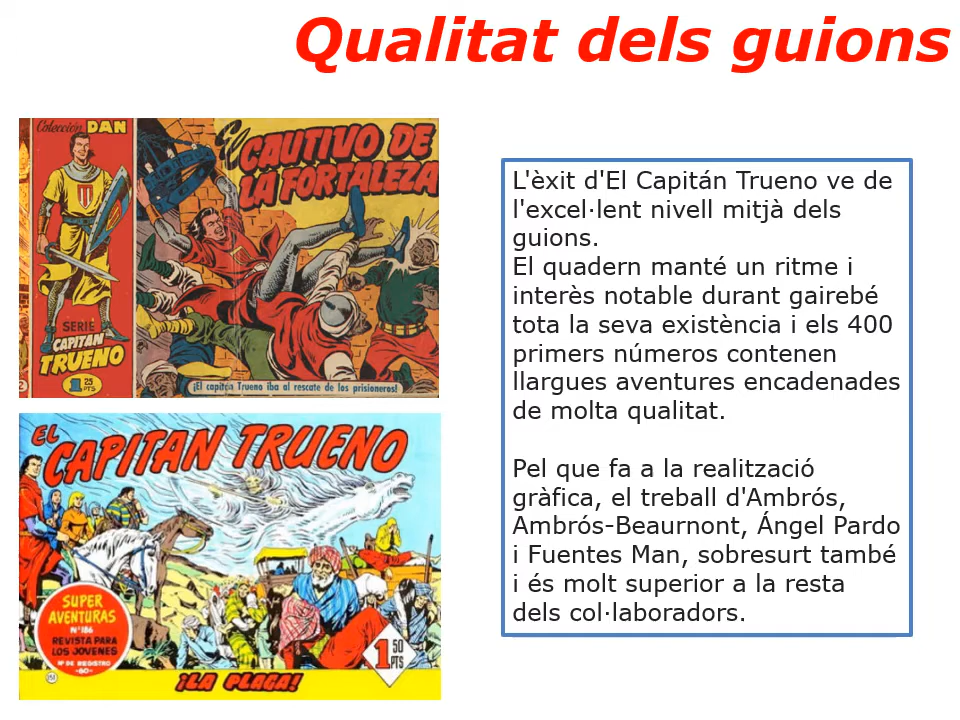 Qualitat dels guions
Colección DAN
El
CAUTIVO DE
LA FORTALEZA
SERIE
CAPITAN
TRUENO
1 25
PTS
¡El capitán Trueno iba al rescate de los prisioneros!
EL
CAPITAN TRUENO
SUPER
AVENTURAS
Nº 186
REVISTA PARA
LOS JOVENES
Nº DE REGISTRO
-60-
1 50
PTS
¡LA PLAGA!
L'èxit d'El Capitán Trueno ve de
l'excel·lent nivell mitjà dels
guions.
El quadern manté un ritme i
interès notable durant gairebé
tota la seva existència i els 400
primers números contenen
llargues aventures encadenades
de molta qualitat.
Pel que fa a la realització
gràfica, el treball d'Ambrós,
Ambrós-Beaurnont, Ángel Pardo
i Fuentes Man, sobresurt també
i és molt superior a la resta
dels col·laboradors.